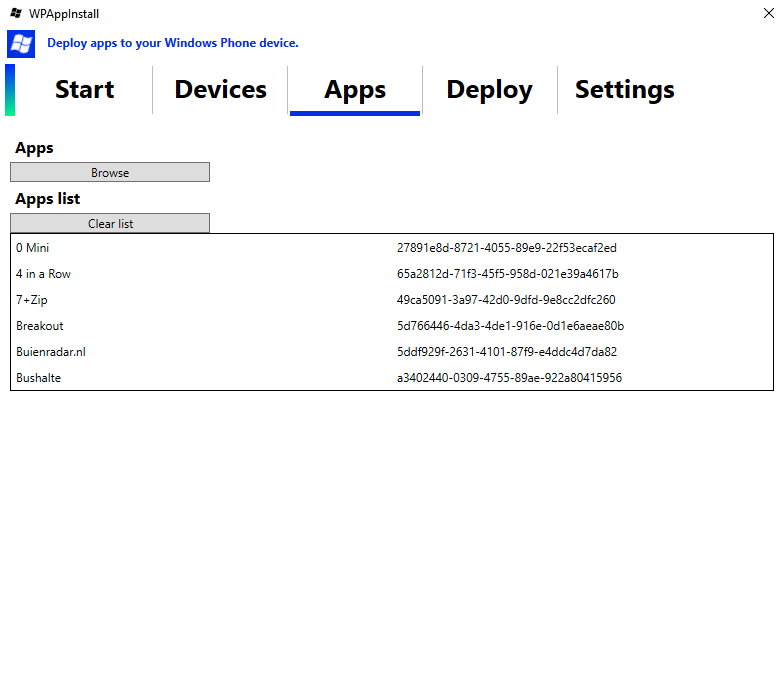 WPAppInstall
Deploy apps to your Windows Phone device.
Start Devices Apps Deploy Settings
Apps
Browse
Apps list
Clear list
0 Mini 27891e8d-8721-4055-89e9-22f53ecaf2ed
4 in a Row 65a2812d-71f3-45f5-958d-021e39a4617b
7+Zip 49ca5091-3a97-42d0-9dfd-9e8cc2dfc260
Breakout 5d766446-4da3-4de1-916e-0d1e6aeae80b
Buienradar.nl 5ddf929f-2631-4101-87f9-e4ddc4d7da82
Bushalte a3402440-0309-4755-89ae-922a80415956